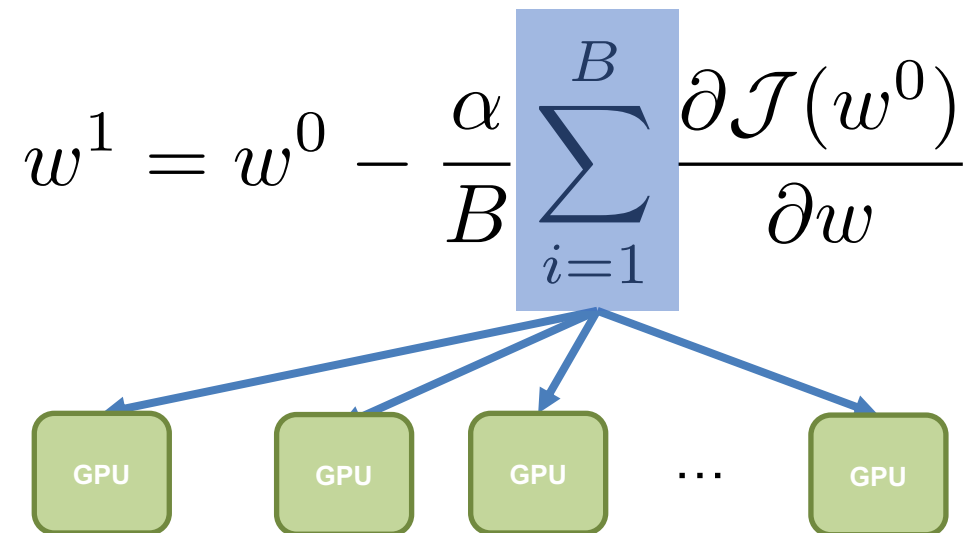 w^1 = w^0 - \frac{\alpha}{B} \sum_{i=1}^{B} \frac{\partial \mathcal{J}(w^0)}{\partial w}
GPU GPU GPU ... GPU